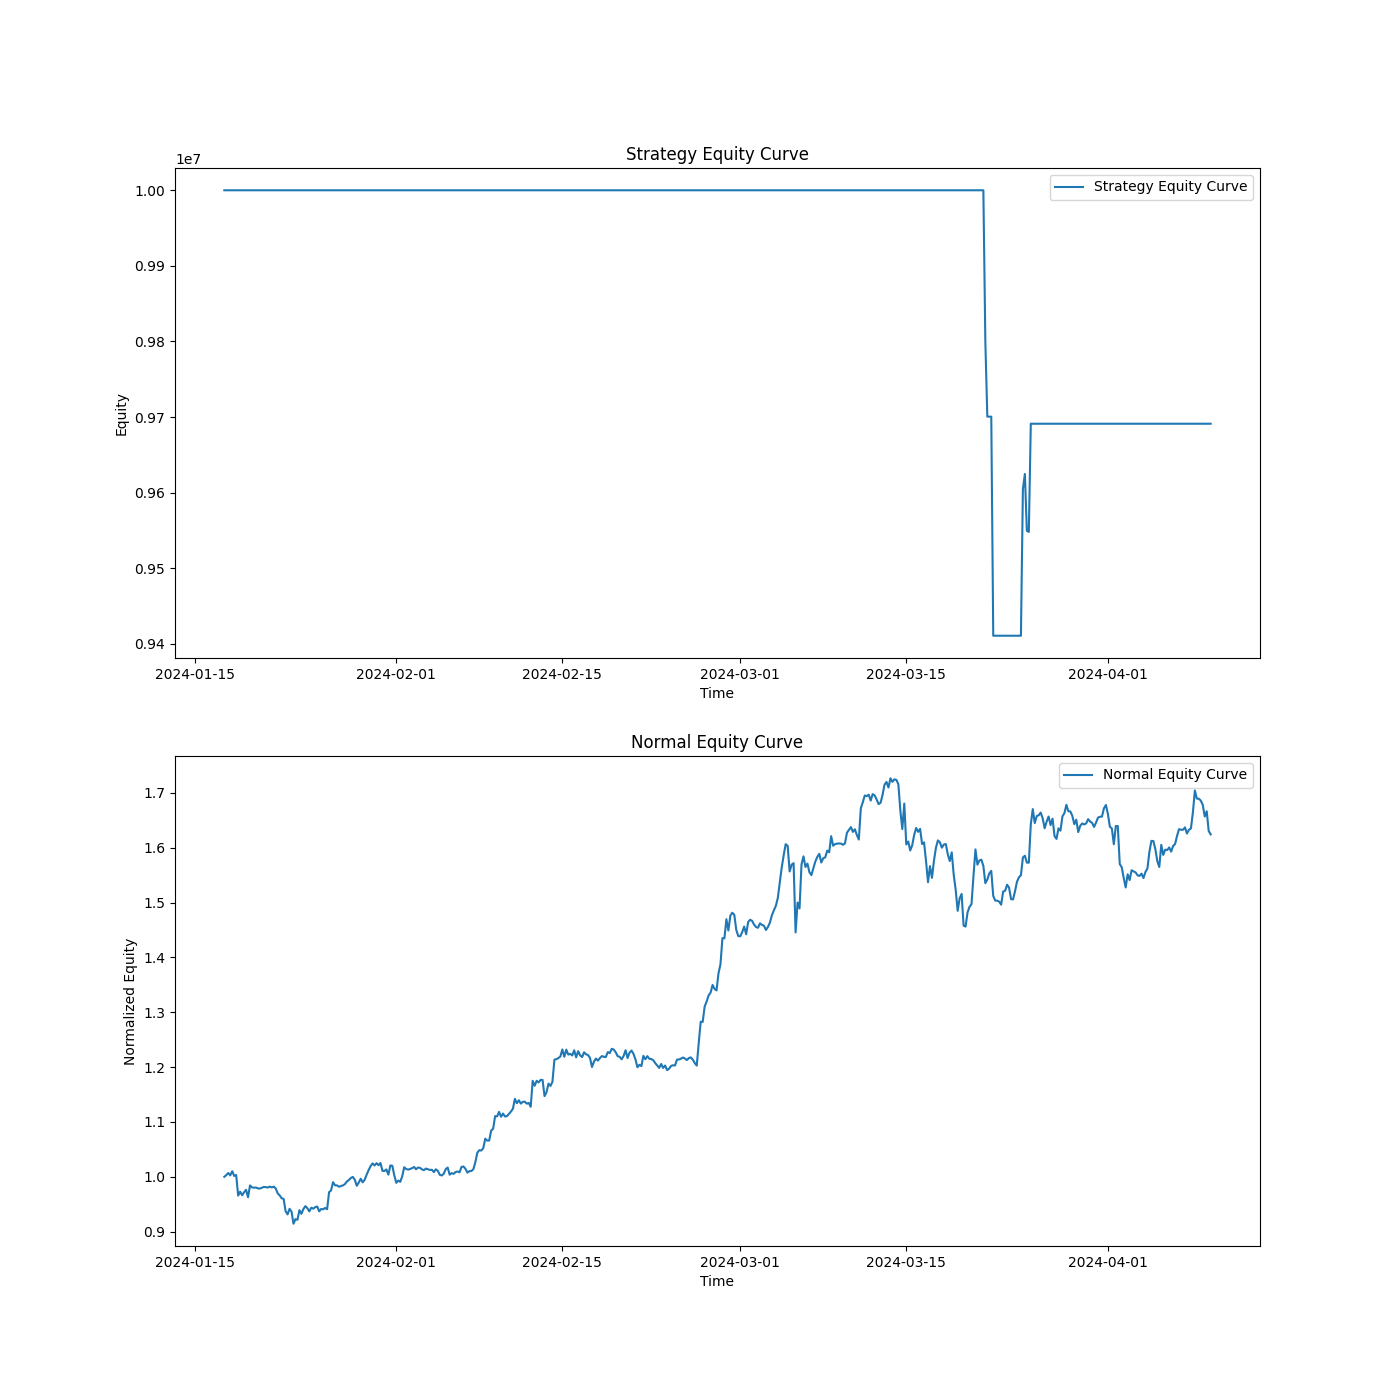 Strategy Equity Curve
1e7
Strategy Equity Curve
1.00
0.99
0.98
0.97
0.96
0.95
0.94
Equity
2024-01-15 2024-02-01 2024-02-15 2024-03-01 2024-03-15 2024-04-01
Time
Normal Equity Curve
Normal Equity Curve
1.7
1.6
1.5
1.4
1.3
1.2
1.1
1.0
0.9
Normalized Equity
2024-01-15 2024-02-01 2024-02-15 2024-03-01 2024-03-15 2024-04-01
Time